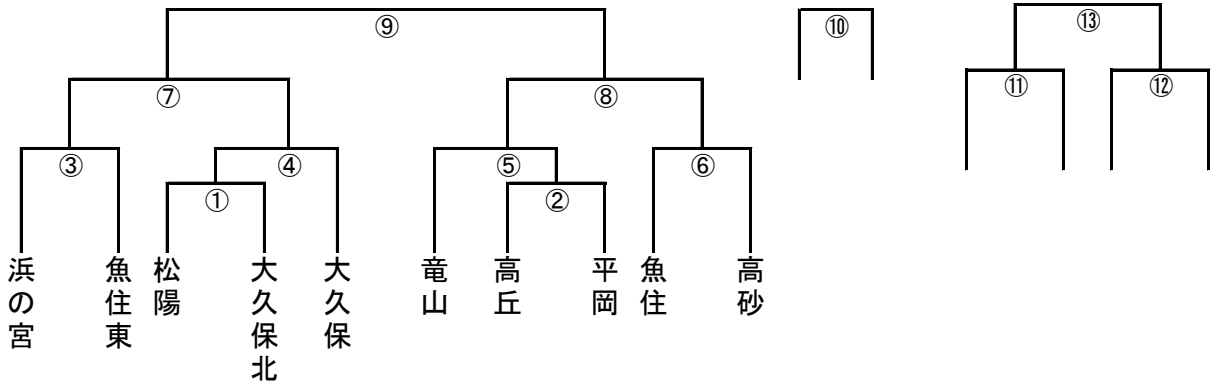 ⑨
⑩
⑬
⑦
⑧
⑪
⑫
③
④
⑤
⑥
①
②
浜の宮
魚住東
松陽
大久保北
大久保
竜山
高丘
平岡
魚住
高砂